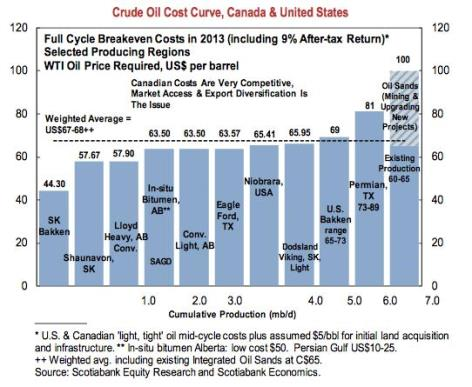 Crude Oil Cost Curve, Canada & United States
120
100
80
60
40
20
0
Full Cycle Breakeven Costs in 2013 (including 9% After-tax Return)*
Selected Producing Regions
WTI Oil Price Required, US$ per barrel
Canadian Costs Are Very Competitive,
Market Access & Export Diversification Is
The Issue
Weighted Average =
US$67-68++
44.30
57.67
57.90
63.50
63.50
63.57
65.41
65.95
69
81
100
SK
Bakken
Shaunavon,
SK
Lloyd
Heavy, AB
Conv.
In-situ
Bitumen,
AB**
SAGD
Conv.
Light, AB
Eagle
Ford,
TX
Niobrara,
USA
Dodsland
Viking, SK,
Light
U.S.
Bakken
range
65-73
Permian,
TX
73-89
Oil Sands
(Mining &
Upgrading
New
Projects)
Existing
Production
60-65
120
100
80
60
40
20
0
1.0
2.0
3.0
4.0
5.0
6.0
7.0
Cumulative Production (mb/d)
* U.S. & Canadian 'light, tight' oil mid-cycle costs plus assumed $5/bbl for initial land acquisition
and infrastructure. ** In-situ bitumen Alberta: low cost $50. Persian Gulf US$10-25.
++ Weighted avg. including existing Integrated Oil Sands at C$65.
Source: Scotiabank Equity Research and Scotiabank Economics.